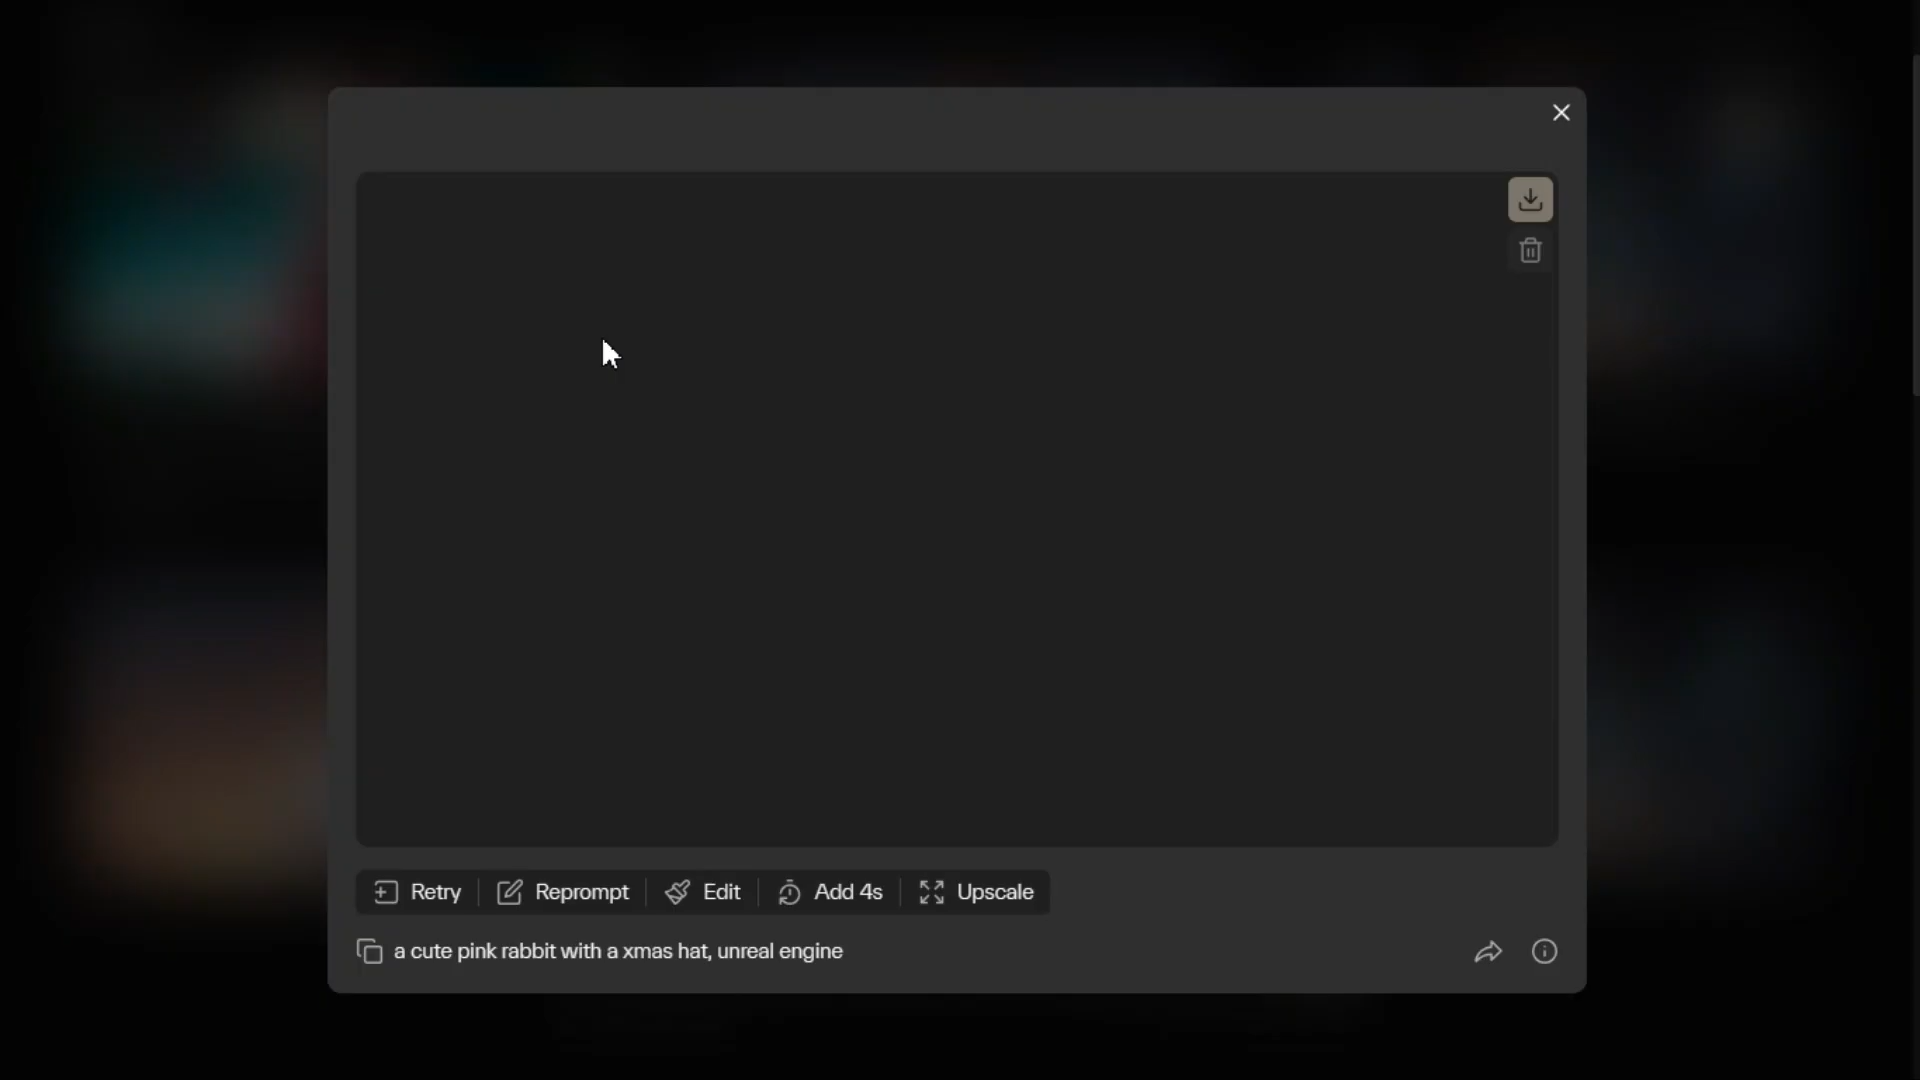 Retry Reprompt Edit Add 4s Upscale
a cute pink rabbit with a xmas hat, unreal engine